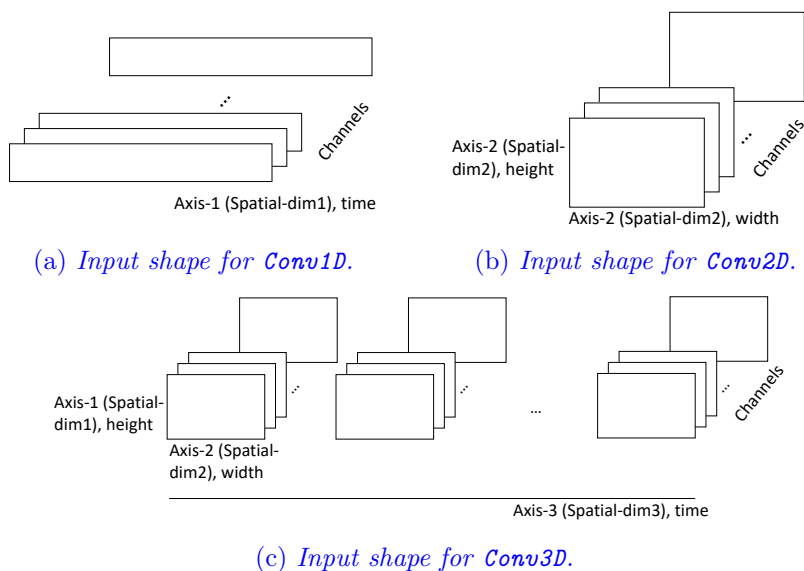 ...
Channels
Axis-1 (Spatial-dim1), time
(a) Input shape for Conv1D.
Axis-2 (Spatial-
dim2), height
...
Channels
Axis-2 (Spatial-dim2), width
(b) Input shape for Conv2D.
Axis-1 (Spatial-
dim1), height
...
...
...
...
Channels
Axis-2 (Spatial-
dim2), width
Axis-3 (Spatial-dim3), time
(c) Input shape for Conv3D.